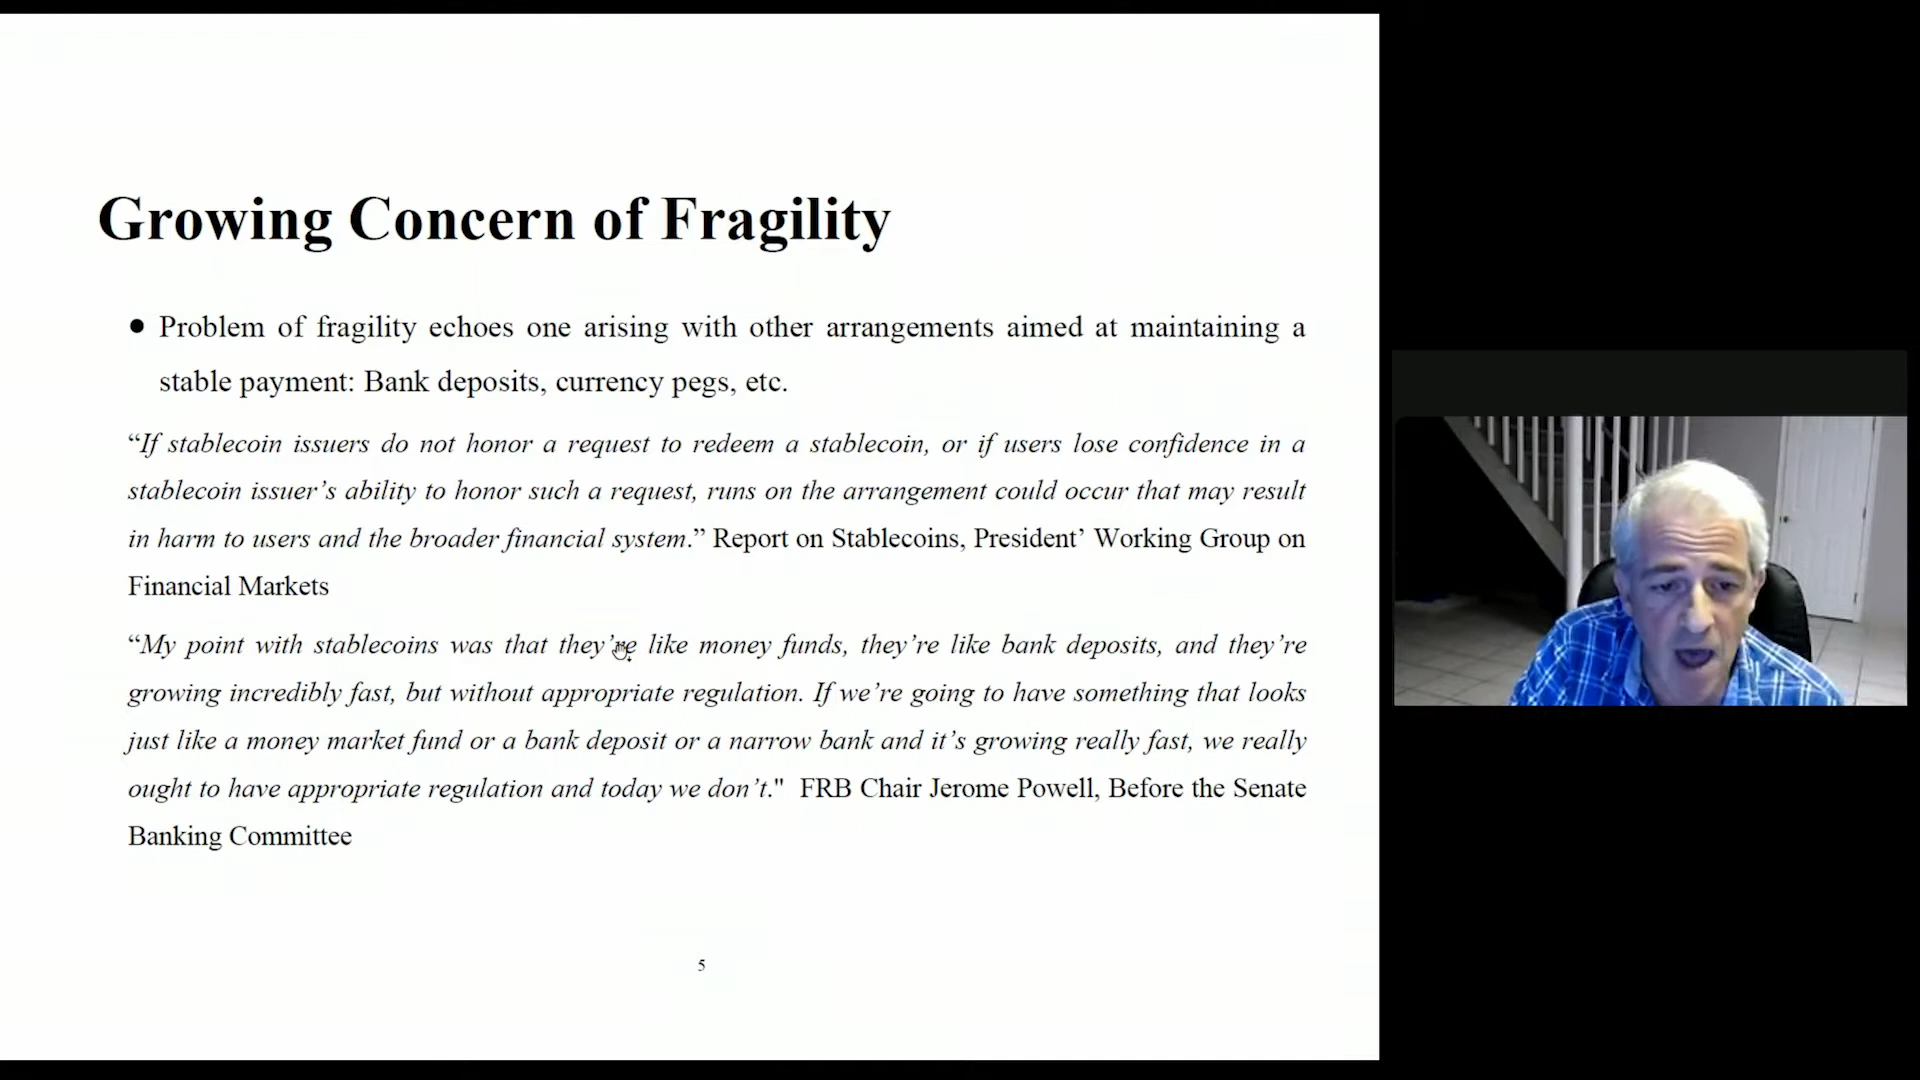 Growing Concern of Fragility
● Problem of fragility echoes one arising with other arrangements aimed at maintaining a
stable payment: Bank deposits, currency pegs, etc.
“If stablecoin issuers do not honor a request to redeem a stablecoin, or if users lose confidence in a
stablecoin issuer’s ability to honor such a request, runs on the arrangement could occur that may result
in harm to users and the broader financial system.” Report on Stablecoins, President’ Working Group on
Financial Markets
“My point with stablecoins was that they’re like money funds, they’re like bank deposits, and they’re
growing incredibly fast, but without appropriate regulation. If we’re going to have something that looks
just like a money market fund or a bank deposit or a narrow bank and it’s growing really fast, we really
ought to have appropriate regulation and today we don’t." FRB Chair Jerome Powell, Before the Senate
Banking Committee
5